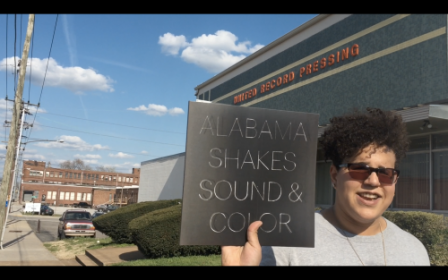 UNITED RECORD PRESSING
ALABAMA
SHAKES
SOUND &
COLOR